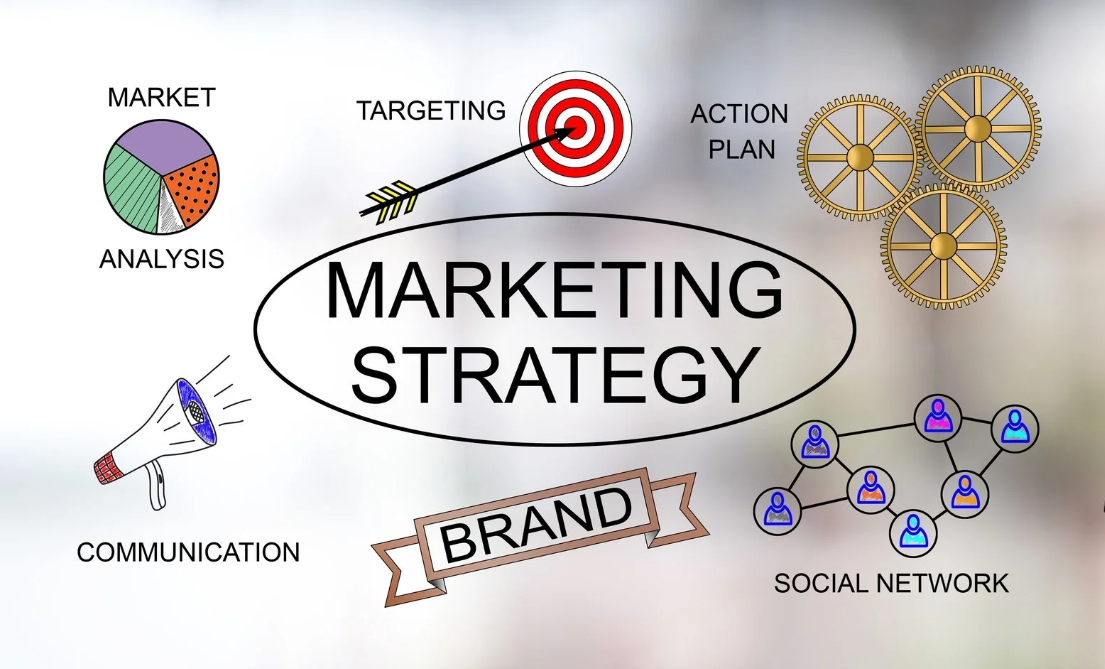 MARKET
ANALYSIS
TARGETING
ACTION
PLAN
MARKETING
STRATEGY
COMMUNICATION
BRAND
SOCIAL NETWORK